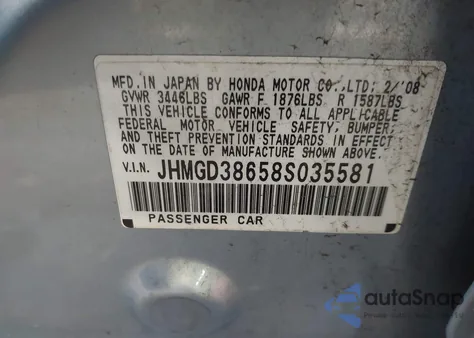 MFD. IN JAPAN BY HONDA MOTOR CO., LTD; 2/'08
GVWR 3446LBS GAWR F 1876LBS R 1587LBS
THIS VEHICLE CONFORMS TO ALL APPLICABLE
FEDERAL MOTOR VEHICLE SAFETY, BUMPER,
AND THEFT PREVENTION STANDARDS IN EFFECT
ON THE DATE OF MANUFACTURE SHOWN ABOVE.
V.I.N. JHMGD38658S035581
PASSENGER CAR
autoSnap